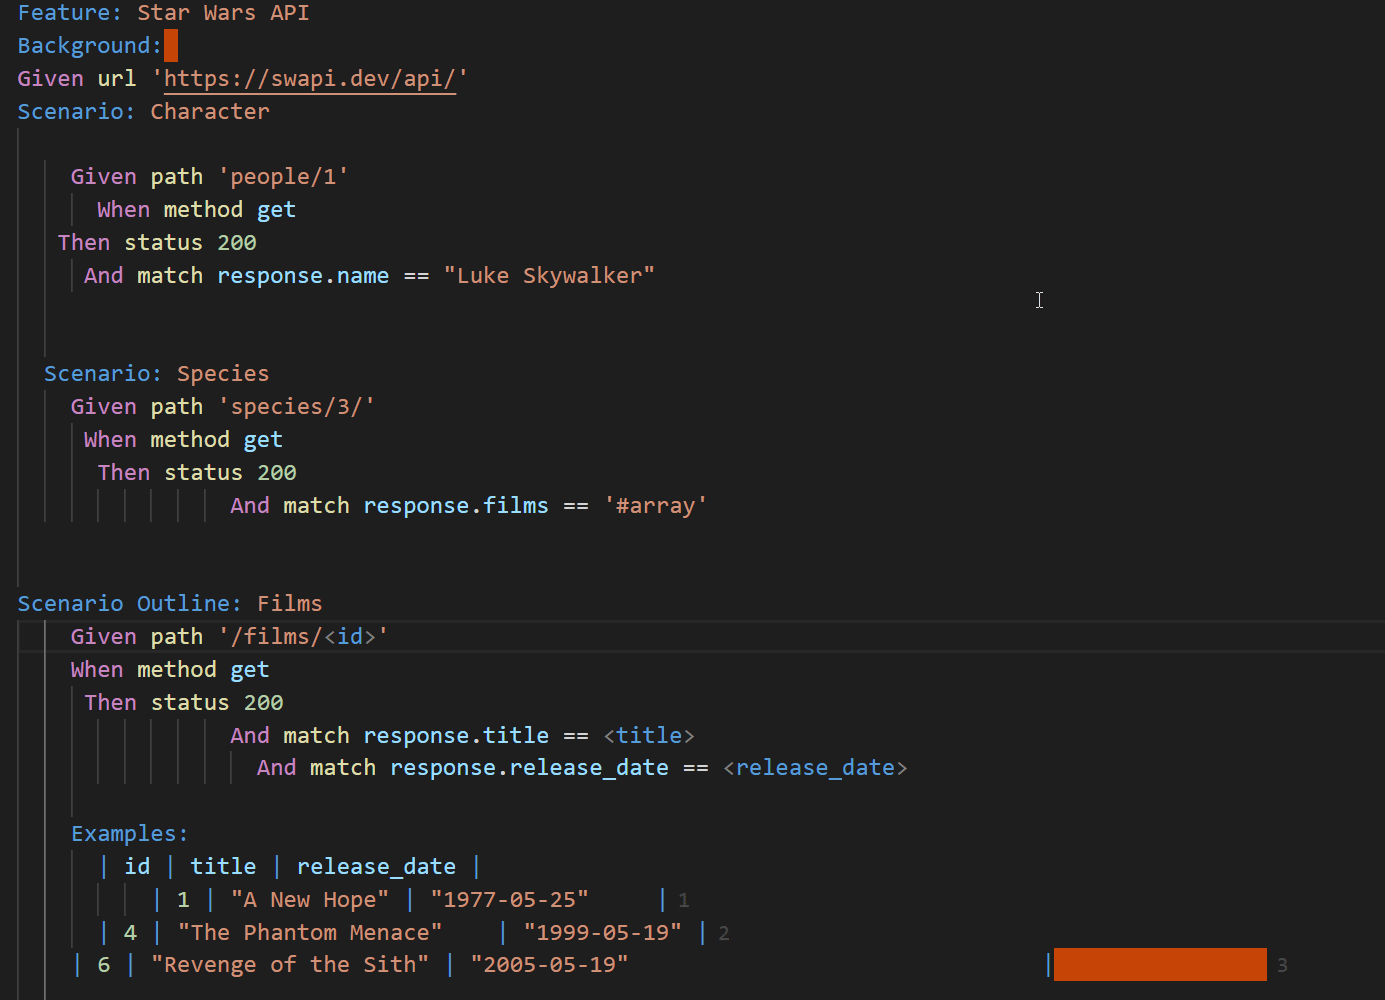 Feature: Star Wars API
Background:
Given url 'https://swapi.dev/api/'
Scenario: Character
Given path 'people/1'
When method get
Then status 200
And match response.name == "Luke Skywalker"
Scenario: Species
Given path 'species/3/'
When method get
Then status 200
And match response.films == '#array'
Scenario Outline: Films
Given path '/films/<id>'
When method get
Then status 200
And match response.title == <title>
And match response.release_date == <release_date>
Examples:
| id | title | release_date |
| 1 | "A New Hope" | "1977-05-25" | 1
| 4 | "The Phantom Menace" | "1999-05-19" | 2
| 6 | "Revenge of the Sith" | "2005-05-19" | 3